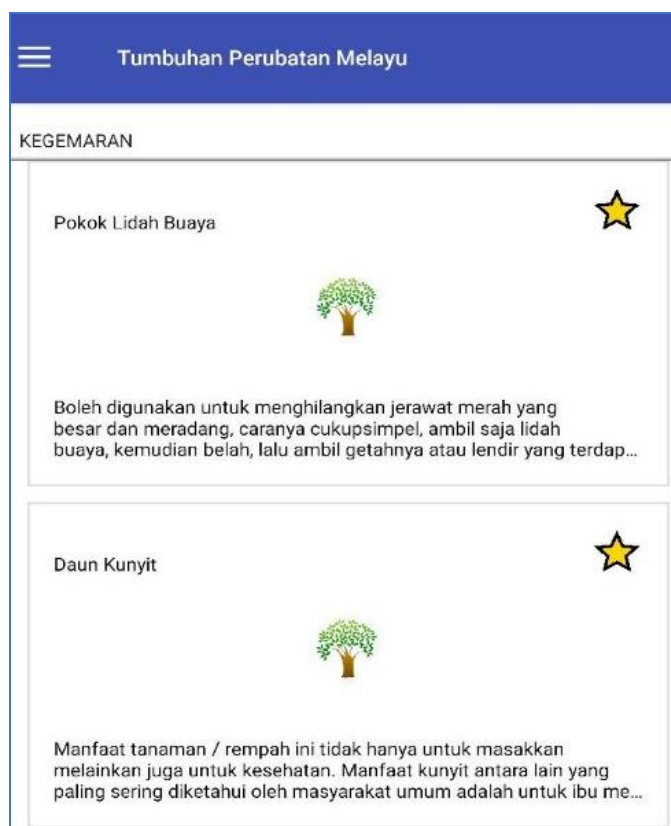 Tumbuhan Perubatan Melayu
KEGEMARAN
Pokok Lidah Buaya
Boleh digunakan untuk menghilangkan jerawat merah yang
besar dan meradang, caranya cukupsimpel, ambil saja lidah
buaya, kemudian belah, lalu ambil getahnya atau lendir yang terdap...
Daun Kunyit
Manfaat tanaman / rempah ini tidak hanya untuk masakkan
melainkan juga untuk kesehatan. Manfaat kunyit antara lain yang
paling sering diketahui oleh masyarakat umum adalah untuk ibu me...